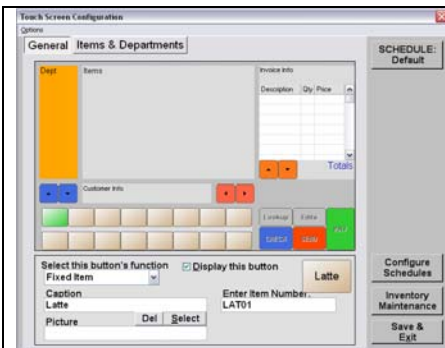 Touch Screen Configuration
Options
General Items & Departments
SCHEDULE:
Default
Dept
Items
Invoice Info
Description Qty Price
Totals
Customer Info
Lookup Extra
Select this button's function
Display this button
Fixed Item
Latte
Caption
Enter Item Number:
Latte
LAT01
Picture
Del Select
Configure
Schedules
Inventory
Maintenance
Save &
Exit